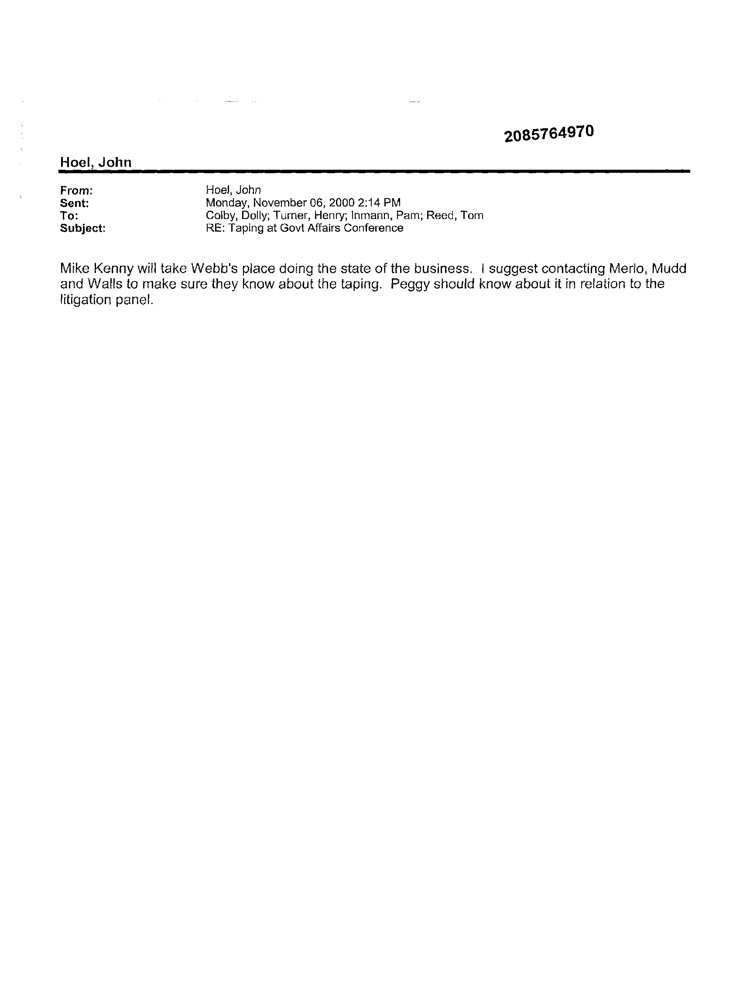 2085764970
Hoel, John
From: Hoel, John
Sent: Monday, November 06, 2000 2:14 PM
To: Colby, Dolly; Turner, Henry; Inmann, Pam; Reed, Tom
Subject: RE: Taping at Govt Affairs Conference
Mike Kenny will take Webb's place doing the state of the business. I suggest contacting Merlo, Mudd
and Walls to make sure they know about the taping. Peggy should know about it in relation to the
litigation panel.